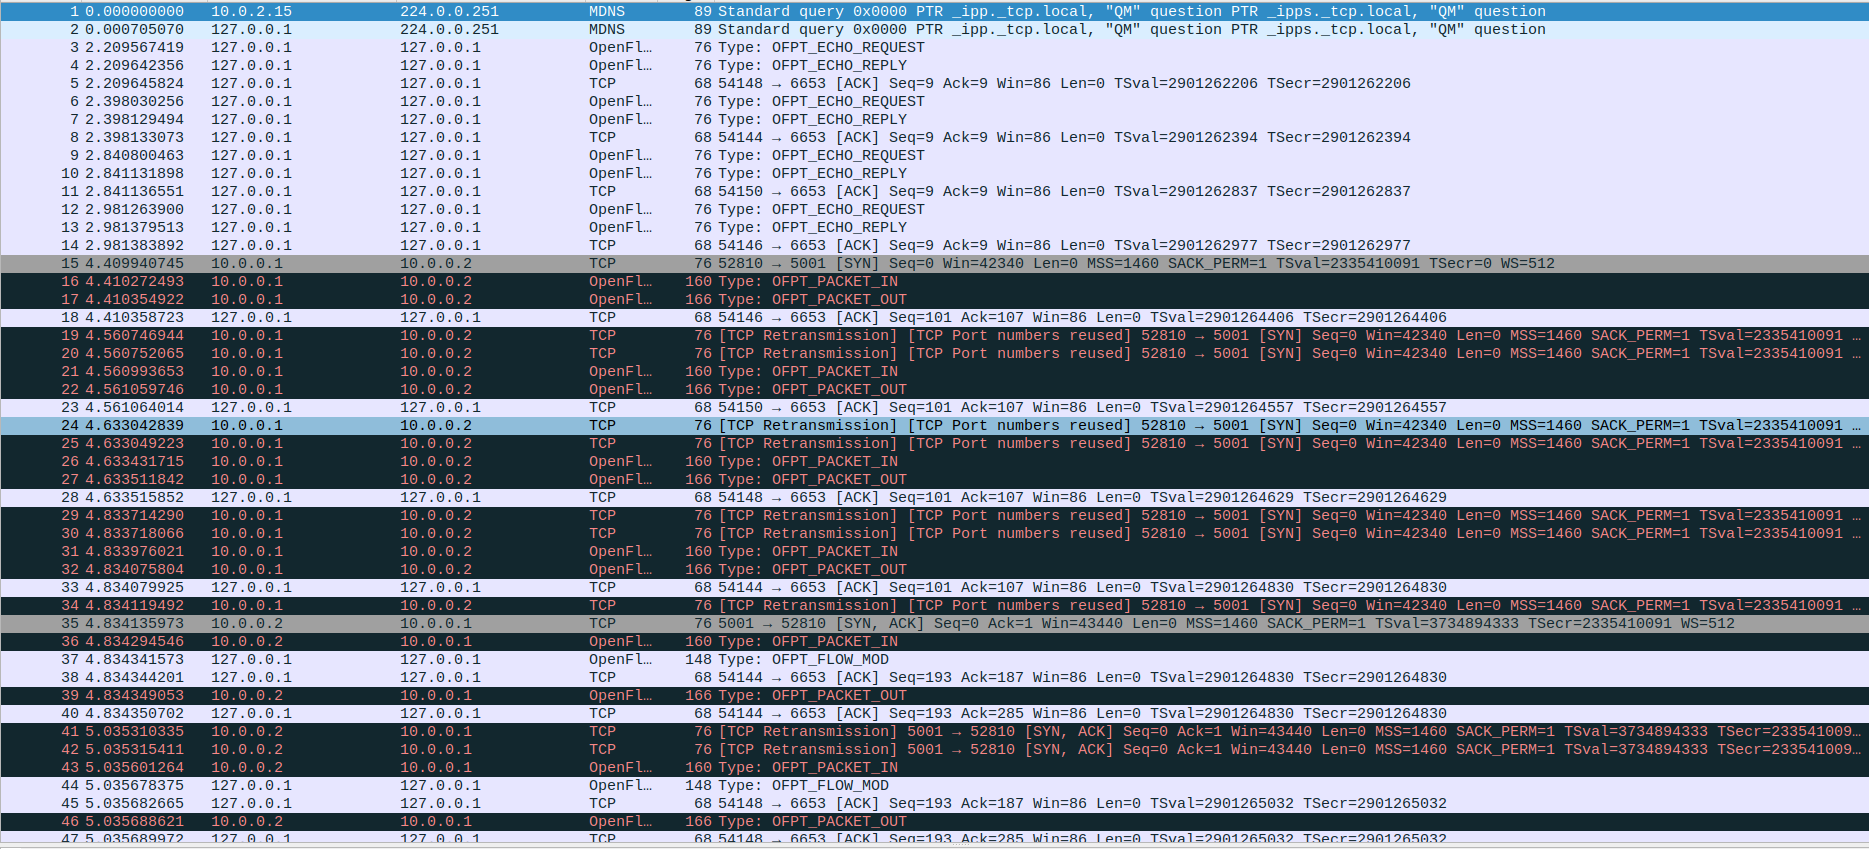 1 0.000000000 10.0.2.15 224.0.0.251 MDNS 89 Standard query 0x0000 PTR _ipp._tcp.local, "QM" question PTR _ipps._tcp.local, "QM" question
2 0.000705070 127.0.0.1 224.0.0.251 MDNS 89 Standard query 0x0000 PTR _ipp._tcp.local, "QM" question PTR _ipps._tcp.local, "QM" question
3 2.209567419 127.0.0.1 127.0.0.1 OpenFl… 76 Type: OFPT_ECHO_REQUEST
4 2.209642356 127.0.0.1 127.0.0.1 OpenFl… 76 Type: OFPT_ECHO_REPLY
5 2.209645824 127.0.0.1 127.0.0.1 TCP 68 54148 → 6653 [ACK] Seq=9 Ack=9 Win=86 Len=0 TSval=2901262206 TSecr=2901262206
6 2.398030256 127.0.0.1 127.0.0.1 OpenFl… 76 Type: OFPT_ECHO_REQUEST
7 2.398129494 127.0.0.1 127.0.0.1 OpenFl… 76 Type: OFPT_ECHO_REPLY
8 2.398133073 127.0.0.1 127.0.0.1 TCP 68 54144 → 6653 [ACK] Seq=9 Ack=9 Win=86 Len=0 TSval=2901262394 TSecr=2901262394
9 2.840800463 127.0.0.1 127.0.0.1 OpenFl… 76 Type: OFPT_ECHO_REQUEST
10 2.841131898 127.0.0.1 127.0.0.1 OpenFl… 76 Type: OFPT_ECHO_REPLY
11 2.841136551 127.0.0.1 127.0.0.1 TCP 68 54150 → 6653 [ACK] Seq=9 Ack=9 Win=86 Len=0 TSval=2901262837 TSecr=2901262837
12 2.981263900 127.0.0.1 127.0.0.1 OpenFl… 76 Type: OFPT_ECHO_REQUEST
13 2.981379513 127.0.0.1 127.0.0.1 OpenFl… 76 Type: OFPT_ECHO_REPLY
14 2.981383892 127.0.0.1 127.0.0.1 TCP 68 54146 → 6653 [ACK] Seq=9 Ack=9 Win=86 Len=0 TSval=2901262977 TSecr=2901262977
15 4.409940745 10.0.0.1 10.0.0.2 TCP 76 52810 → 5001 [SYN] Seq=0 Win=42340 Len=0 MSS=1460 SACK_PERM=1 TSval=2335410091 TSecr=0 WS=512
16 4.410272493 10.0.0.1 10.0.0.2 OpenFl… 160 Type: OFPT_PACKET_IN
17 4.410354922 10.0.0.1 10.0.0.2 OpenFl… 166 Type: OFPT_PACKET_OUT
18 4.410358723 127.0.0.1 127.0.0.1 TCP 68 54146 → 6653 [ACK] Seq=101 Ack=107 Win=86 Len=0 TSval=2901264406 TSecr=2901264406
19 4.560746944 10.0.0.1 10.0.0.2 TCP 76 [TCP Retransmission] [TCP Port numbers reused] 52810 → 5001 [SYN] Seq=0 Win=42340 Len=0 MSS=1460 SACK_PERM=1 TSval=2335410091 …
20 4.560752065 10.0.0.1 10.0.0.2 TCP 76 [TCP Retransmission] [TCP Port numbers reused] 52810 → 5001 [SYN] Seq=0 Win=42340 Len=0 MSS=1460 SACK_PERM=1 TSval=2335410091 …
21 4.560993653 10.0.0.1 10.0.0.2 OpenFl… 160 Type: OFPT_PACKET_IN
22 4.561059746 10.0.0.1 10.0.0.2 OpenFl… 166 Type: OFPT_PACKET_OUT
23 4.561064014 127.0.0.1 127.0.0.1 TCP 68 54150 → 6653 [ACK] Seq=101 Ack=107 Win=86 Len=0 TSval=2901264557 TSecr=2901264557
24 4.633042839 10.0.0.1 10.0.0.2 TCP 76 [TCP Retransmission] [TCP Port numbers reused] 52810 → 5001 [SYN] Seq=0 Win=42340 Len=0 MSS=1460 SACK_PERM=1 TSval=2335410091 …
25 4.633049223 10.0.0.1 10.0.0.2 TCP 76 [TCP Retransmission] [TCP Port numbers reused] 52810 → 5001 [SYN] Seq=0 Win=42340 Len=0 MSS=1460 SACK_PERM=1 TSval=2335410091 …
26 4.633431715 10.0.0.1 10.0.0.2 OpenFl… 160 Type: OFPT_PACKET_IN
27 4.633511842 10.0.0.1 10.0.0.2 OpenFl… 166 Type: OFPT_PACKET_OUT
28 4.633515852 127.0.0.1 127.0.0.1 TCP 68 54148 → 6653 [ACK] Seq=101 Ack=107 Win=86 Len=0 TSval=2901264629 TSecr=2901264629
29 4.833714290 10.0.0.1 10.0.0.2 TCP 76 [TCP Retransmission] [TCP Port numbers reused] 52810 → 5001 [SYN] Seq=0 Win=42340 Len=0 MSS=1460 SACK_PERM=1 TSval=2335410091 …
30 4.833718066 10.0.0.1 10.0.0.2 TCP 76 [TCP Retransmission] [TCP Port numbers reused] 52810 → 5001 [SYN] Seq=0 Win=42340 Len=0 MSS=1460 SACK_PERM=1 TSval=2335410091 …
31 4.833976021 10.0.0.1 10.0.0.2 OpenFl… 160 Type: OFPT_PACKET_IN
32 4.834075804 10.0.0.1 10.0.0.2 OpenFl… 166 Type: OFPT_PACKET_OUT
33 4.834079925 127.0.0.1 127.0.0.1 TCP 68 54144 → 6653 [ACK] Seq=101 Ack=107 Win=86 Len=0 TSval=2901264830 TSecr=2901264830
34 4.834119492 10.0.0.1 10.0.0.2 TCP 76 [TCP Retransmission] [TCP Port numbers reused] 52810 → 5001 [SYN] Seq=0 Win=42340 Len=0 MSS=1460 SACK_PERM=1 TSval=2335410091 …
35 4.834135973 10.0.0.2 10.0.0.1 TCP 76 5001 → 52810 [SYN, ACK] Seq=0 Ack=1 Win=43440 Len=0 MSS=1460 SACK_PERM=1 TSval=3734894333 TSecr=2335410091 WS=512
36 4.834294546 10.0.0.2 10.0.0.1 OpenFl… 160 Type: OFPT_PACKET_IN
37 4.834341573 127.0.0.1 127.0.0.1 OpenFl… 148 Type: OFPT_FLOW_MOD
38 4.834344201 127.0.0.1 127.0.0.1 TCP 68 54144 → 6653 [ACK] Seq=193 Ack=187 Win=86 Len=0 TSval=2901264830 TSecr=2901264830
39 4.834349053 10.0.0.2 10.0.0.1 OpenFl… 166 Type: OFPT_PACKET_OUT
40 4.834350702 127.0.0.1 127.0.0.1 TCP 68 54144 → 6653 [ACK] Seq=193 Ack=285 Win=86 Len=0 TSval=2901264830 TSecr=2901264830
41 5.035310335 10.0.0.2 10.0.0.1 TCP 76 [TCP Retransmission] 5001 → 52810 [SYN, ACK] Seq=0 Ack=1 Win=43440 Len=0 MSS=1460 SACK_PERM=1 TSval=3734894333 TSecr=233541009…
42 5.035315411 10.0.0.2 10.0.0.1 TCP 76 [TCP Retransmission] 5001 → 52810 [SYN, ACK] Seq=0 Ack=1 Win=43440 Len=0 MSS=1460 SACK_PERM=1 TSval=3734894333 TSecr=233541009…
43 5.035601264 10.0.0.2 10.0.0.1 OpenFl… 160 Type: OFPT_PACKET_IN
44 5.035678375 127.0.0.1 127.0.0.1 OpenFl… 148 Type: OFPT_FLOW_MOD
45 5.035682665 127.0.0.1 127.0.0.1 TCP 68 54148 → 6653 [ACK] Seq=193 Ack=187 Win=86 Len=0 TSval=2901265032 TSecr=2901265032
46 5.035688621 10.0.0.2 10.0.0.1 OpenFl… 166 Type: OFPT_PACKET_OUT
47 5.035689972 127.0.0.1 127.0.0.1 TCP 68 54148 → 6653 [ACK] Seq=193 Ack=285 Win=86 Len=0 TSval=2901265032 TSecr=2901265032